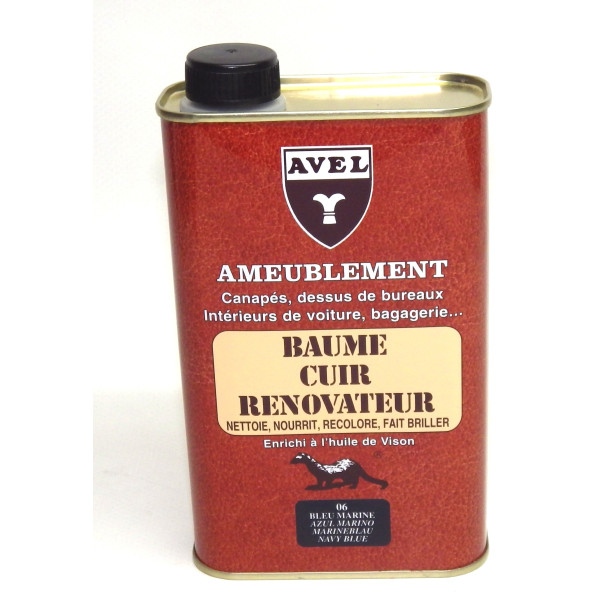 AVEL
AMEUBLEMENT
Canapés, dessus de bureaux
Intérieurs de voiture, bagagerie...
BAUME
CUIR
RENOVATEUR
NETTOIE, NOURRIT, RECOLORE, FAIT BRILLER
Enrichi à l'huile de Vison
06
BLEU MARINE
AZUL MARINO
MARINEBLAU
NAVY BLUE